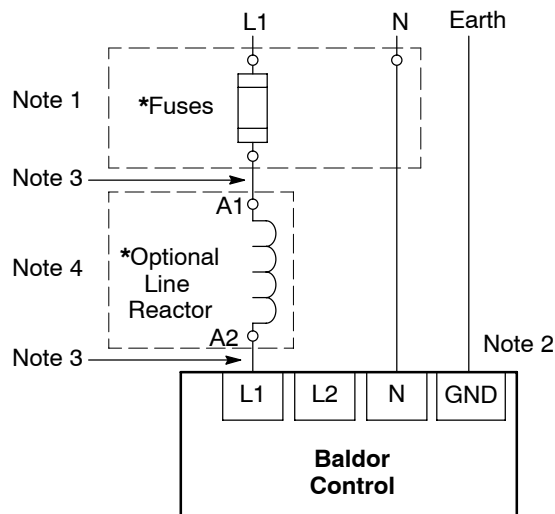 L1 N Earth
Note 1
*Fuses
Note 3
A1
Note 4
*Optional
Line
Reactor
A2
Note 3
Note 2
L1 L2 N GND
Baldor
Control